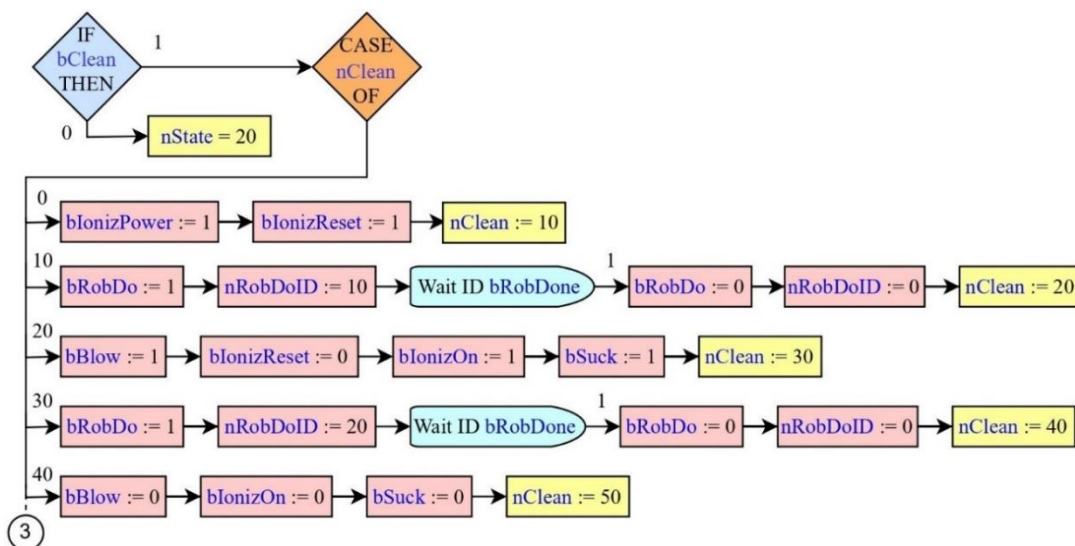 IF
bClean
THEN
1
CASE
nClean
OF
0
nState = 20
0
bIonizPower := 1
bIonizReset := 1
nClean := 10
10
bRobDo := 1
nRobDoID := 10
Wait ID bRobDone
1
bRobDo := 0
nRobDoID := 0
nClean := 20
20
bBlow := 1
bIonizReset := 0
bIonizOn := 1
bSuck := 1
nClean := 30
30
bRobDo := 1
nRobDoID := 20
Wait ID bRobDone
1
bRobDo := 0
nRobDoID := 0
nClean := 40
40
bBlow := 0
bIonizOn := 0
bSuck := 0
nClean := 50
3